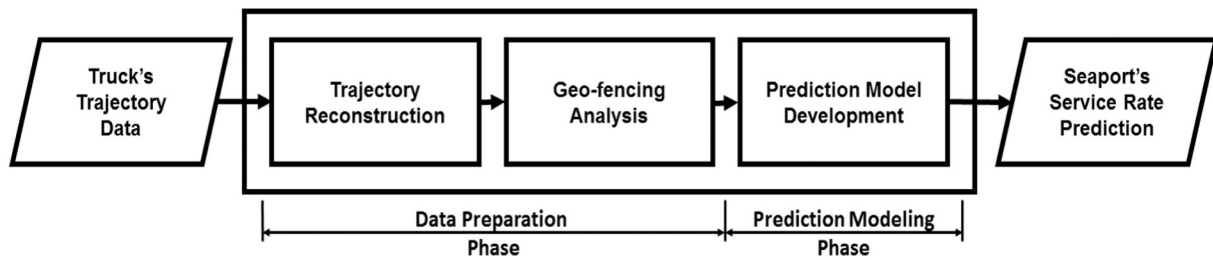 Truck's
Trajectory
Data
Trajectory
Reconstruction
Geo-fencing
Analysis
Prediction Model
Development
Seaport's
Service Rate
Prediction
Data Preparation
Phase
Prediction Modeling
Phase